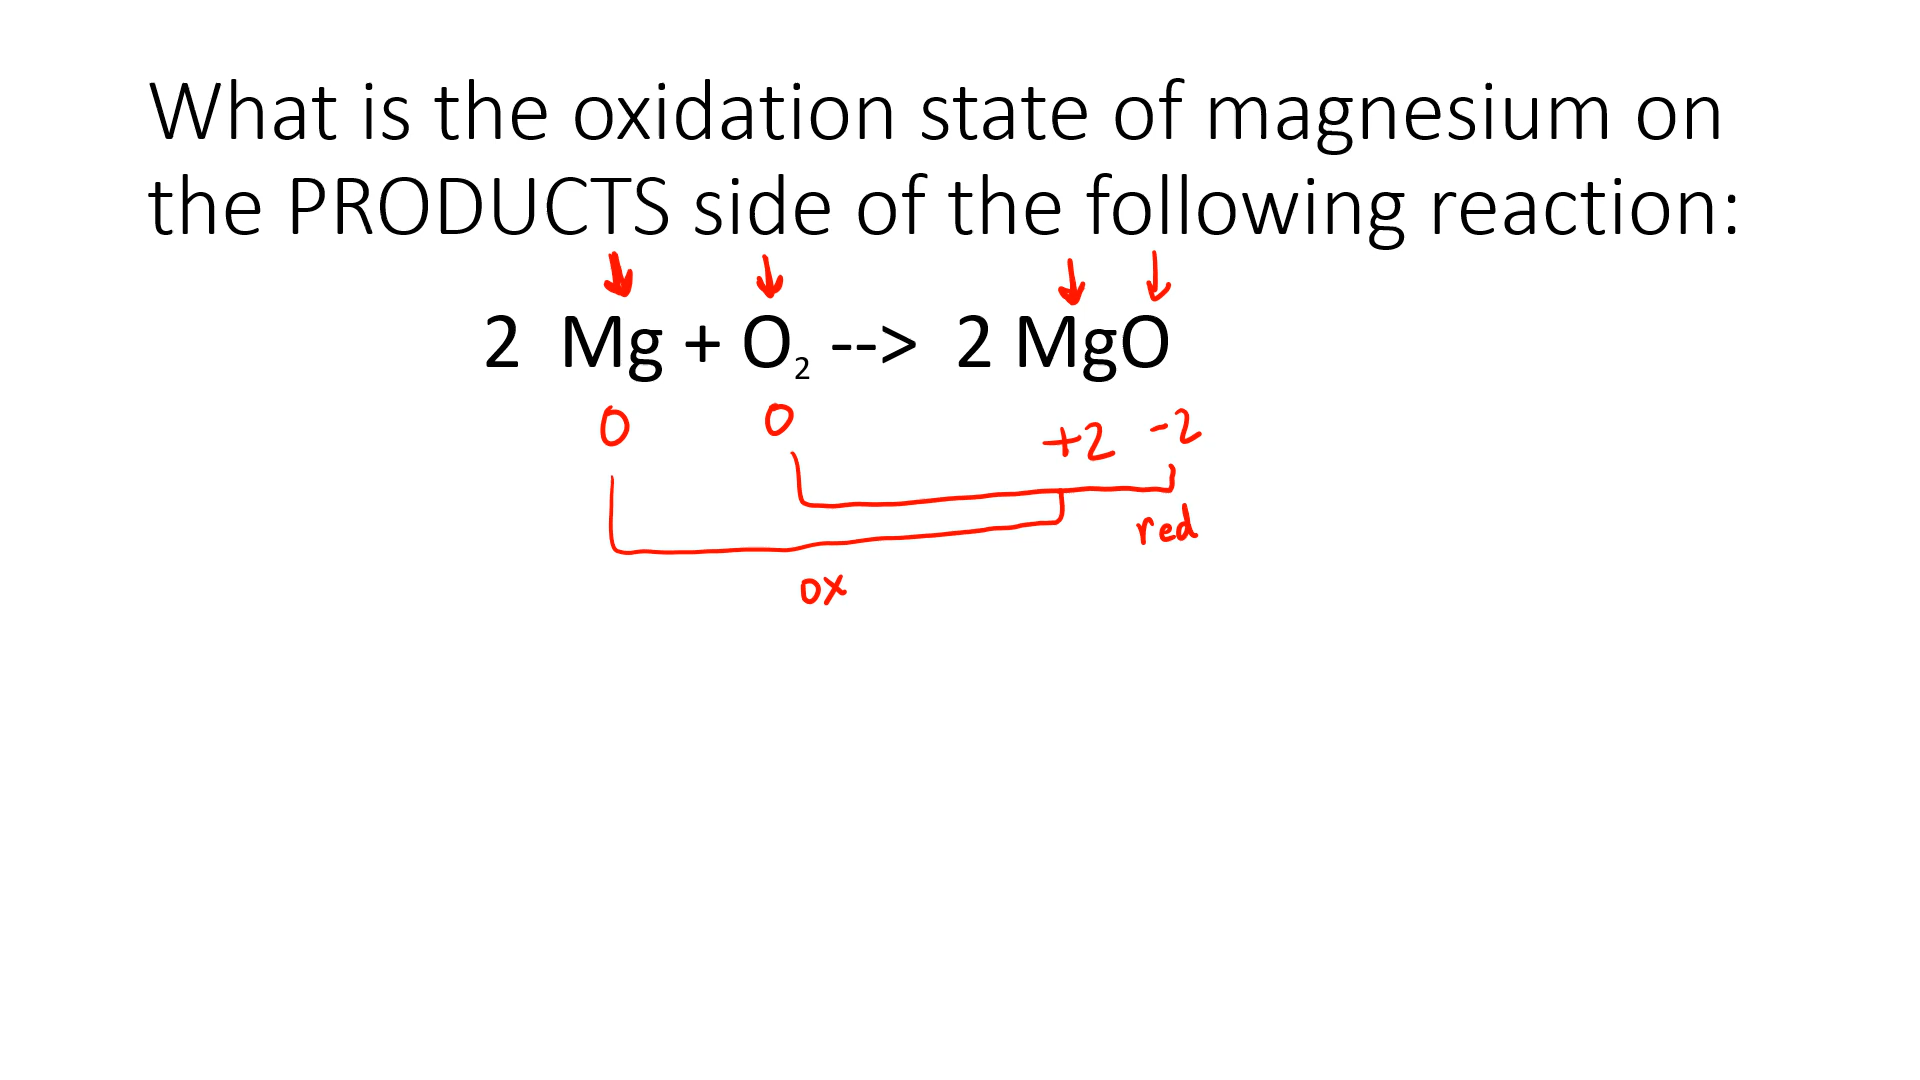 What is the oxidation state of magnesium on
the PRODUCTS side of the following reaction:
2 Mg + O₂ --> 2 MgO
0 0 +2 -2
red
ox